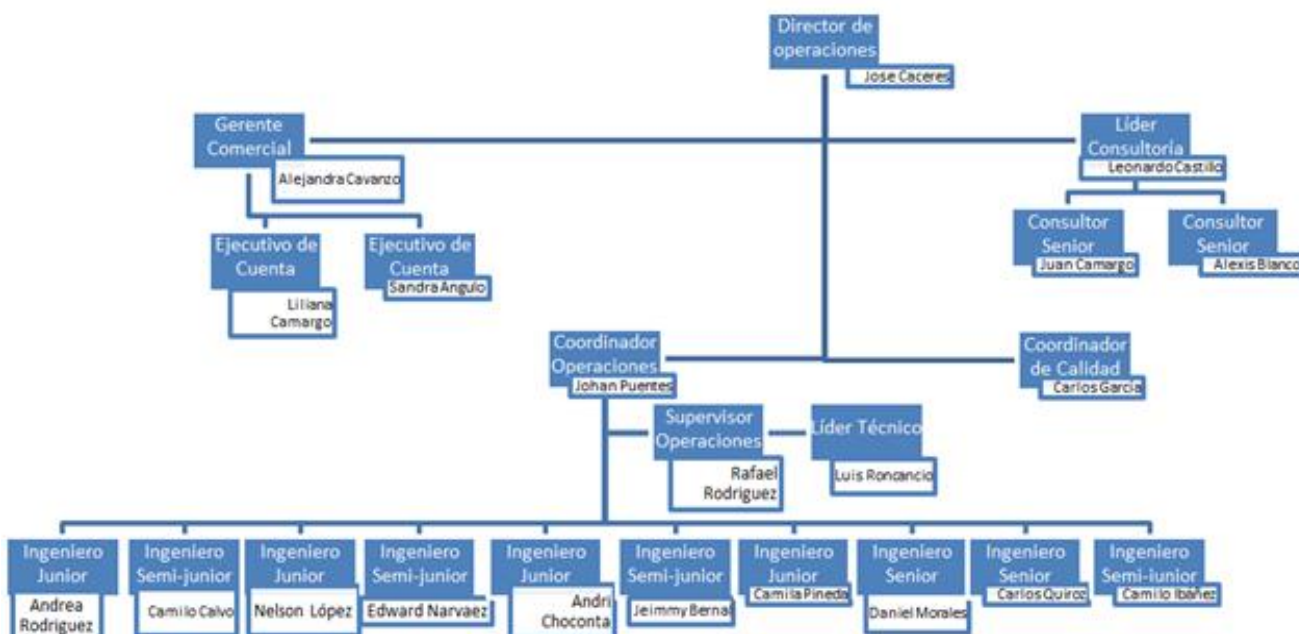 Director de
operaciones
Jose Caceres
Gerente
Comercial
Alejandra Cavanzo
Líder
Consultoría
Leonardo Castillo
Ejecutivo de
Cuenta
Liliana
Camargo
Ejecutivo de
Cuenta
Sandra Angulo
Consultor
Senior
Juan Camargo
Consultor
Senior
Alexis Blanco
Coordinador
Operaciones
Johan Puentes
Coordinador
de Calidad
Carlos Garcia
Supervisor
Operaciones
Rafael
Rodriguez
Líder Técnico
Luis Roncancio
Ingeniero
Junior
Andrea
Rodriguez
Ingeniero
Semi-junior
Camilo Calvo
Ingeniero
Junior
Nelson López
Ingeniero
Semi-junior
Edward Narvaez
Ingeniero
Junior
Andri
Choconta
Ingeniero
Semi-junior
Jeimmy Bernal
Ingeniero
Junior
Camila Pineda
Ingeniero
Senior
Daniel Morales
Ingeniero
Senior
Carlos Quiroz
Ingeniero
Semi-junior
Camilo Ibáñez